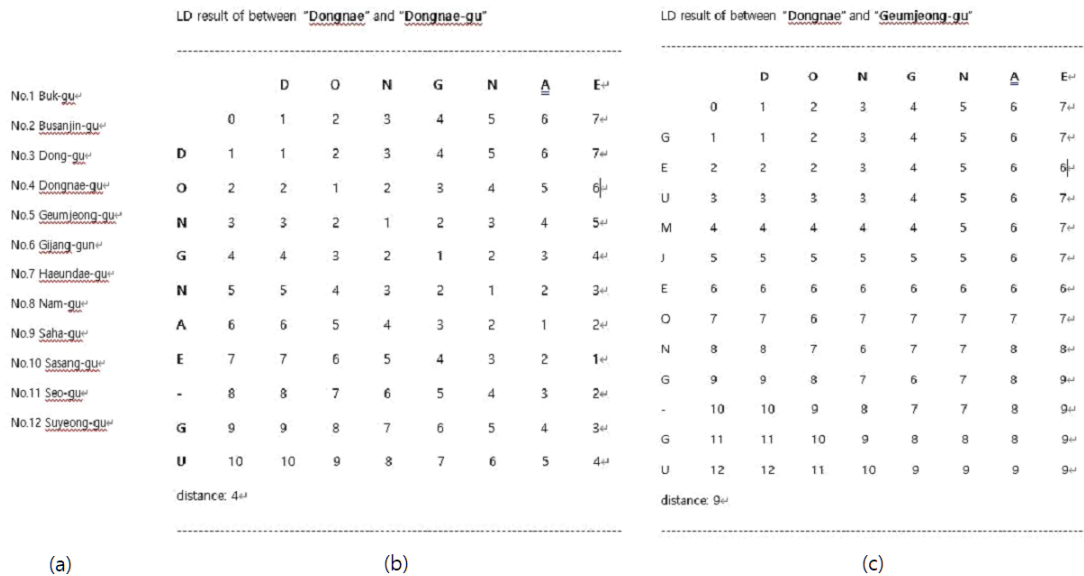 No.1 Buk-gu↵
No.2 Busanjin-gu↵
No.3 Dong-gu↵
No.4 Dongnae-gu↵
No.5 Geumjeong-gu↵
No.6 Gijang-gun↵
No.7 Haeundae-gu↵
No.8 Nam-gu↵
No.9 Saha-gu↵
No.10 Sasang-gu↵
No.11 Seo-gu↵
No.12 Suyeong-gu↵
(a)
LD result of between "Dongnae" and "Dongnae-gu"
D O N G N A E↵
0 1 2 3 4 5 6 7↵
D 1 1 2 3 4 5 6 7↵
O 2 2 1 2 3 4 5 6↵
N 3 3 2 1 2 3 4 5↵
G 4 4 3 2 1 2 3 4↵
N 5 5 4 3 2 1 2 3↵
A 6 6 5 4 3 2 1 2↵
E 7 7 6 5 4 3 2 1↵
- 8 8 7 6 5 4 3 2↵
G 9 9 8 7 6 5 4 3↵
U 10 10 9 8 7 6 5 4↵
distance: 4↵
(b)
LD result of between "Dongnae" and "Geumjeong-gu"
D O N G N A E↵
0 1 2 3 4 5 6 7↵
G 1 1 2 3 4 5 6 7↵
E 2 2 2 3 4 5 6 6↵
U 3 3 3 3 4 5 6 7↵
M 4 4 4 4 4 5 6 7↵
J 5 5 5 5 5 5 6 7↵
E 6 6 6 6 6 6 6 6↵
O 7 7 6 7 7 7 7 7↵
N 8 8 7 6 7 7 8 8↵
G 9 9 8 7 6 7 8 9↵
- 10 10 9 8 7 7 8 9↵
G 11 11 10 9 8 8 8 9↵
U 12 12 11 10 9 9 9 9↵
distance: 9↵
(c)